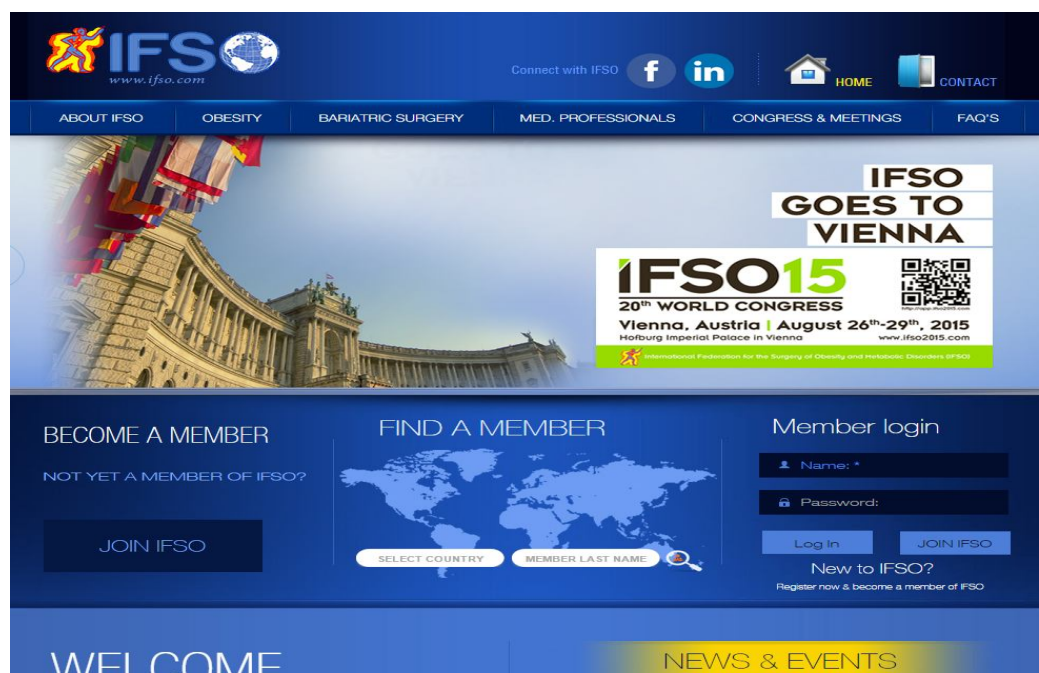 IFSO
www.ifso.com
Connect with IFSO
f
in
HOME
CONTACT
ABOUT IFSO
OBESITY
BARIATRIC SURGERY
MED. PROFESSIONALS
CONGRESS & MEETINGS
FAQ'S
IFSO
GOES TO
VIENNA
iFSO15
20th WORLD CONGRESS
Vienna, Austria | August 26th-29th, 2015
Hofburg Imperial Palace in Vienna www.ifso2015.com
International Federation for the Surgery of Obesity and Metabolic Disorders (IFSO)
BECOME A MEMBER
NOT YET A MEMBER OF IFSO?
JOIN IFSO
FIND A MEMBER
SELECT COUNTRY
MEMBER LAST NAME
Member login
Name: *
Password:
Log In
JOIN IFSO
New to IFSO?
Register now & become a member of IFSO
WELCOME
NEWS & EVENTS